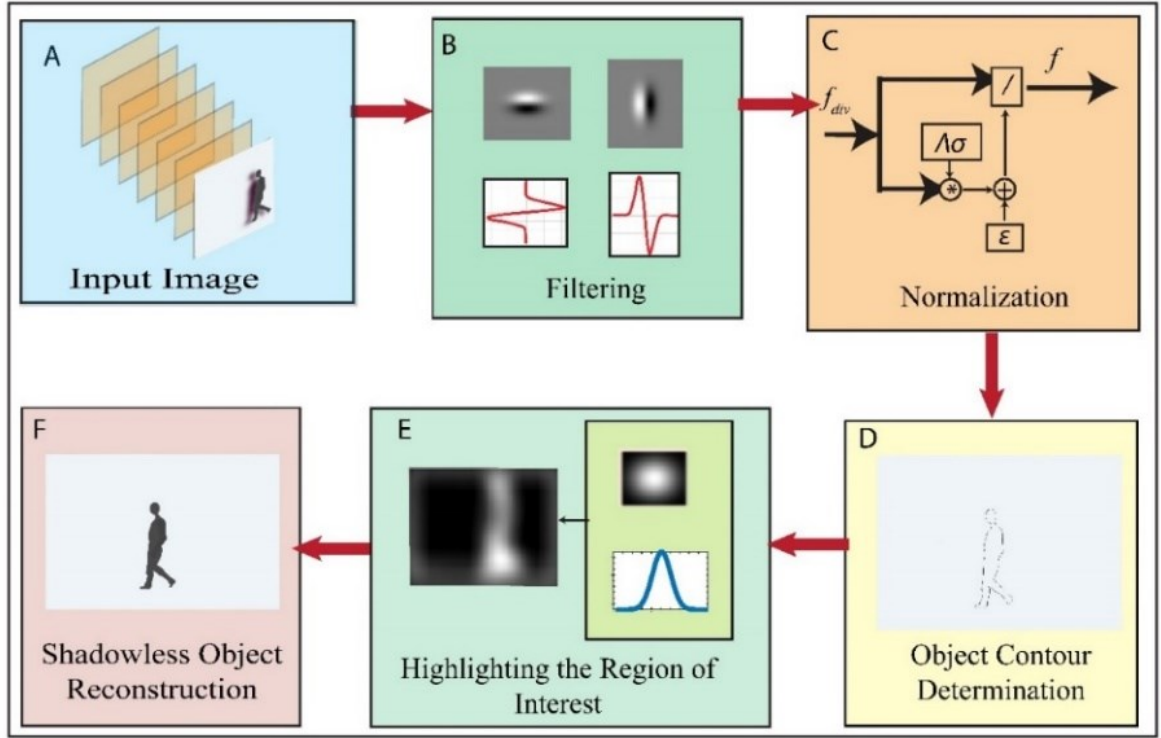 A
Input Image
B
Filtering
C
f_div
Λσ
*
+
ε
/
f
Normalization
D
Object Contour
Determination
E
Highlighting the Region of
Interest
F
Shadowless Object
Reconstruction